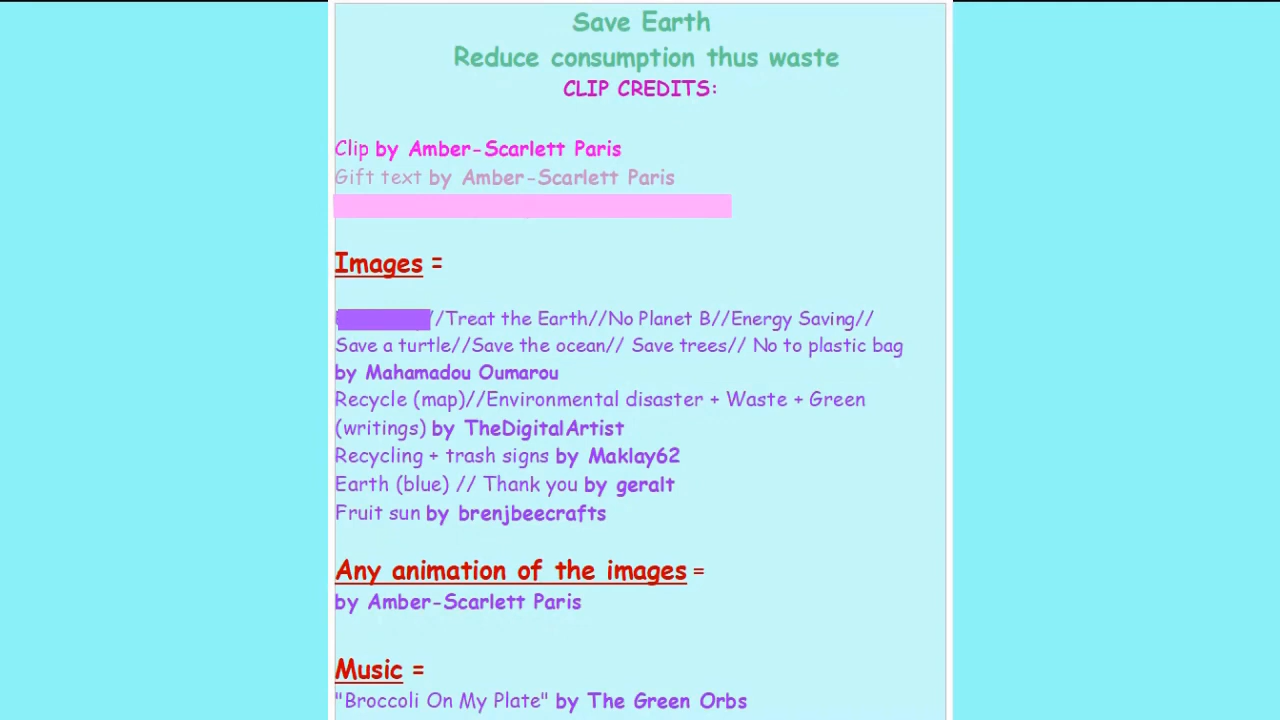 Save Earth
Reduce consumption thus waste
CLIP CREDITS:
Clip by Amber-Scarlett Paris
Gift text by Amber-Scarlett Paris
Images =
//Treat the Earth//No Planet B//Energy Saving//
Save a turtle//Save the ocean// Save trees// No to plastic bag
by Mahamadou Oumarou
Recycle (map)//Environmental disaster + Waste + Green
(writings) by TheDigitalArtist
Recycling + trash signs by Maklay62
Earth (blue) // Thank you by geralt
Fruit sun by brenjbeecrafts
Any animation of the images =
by Amber-Scarlett Paris
Music =
"Broccoli On My Plate" by The Green Orbs